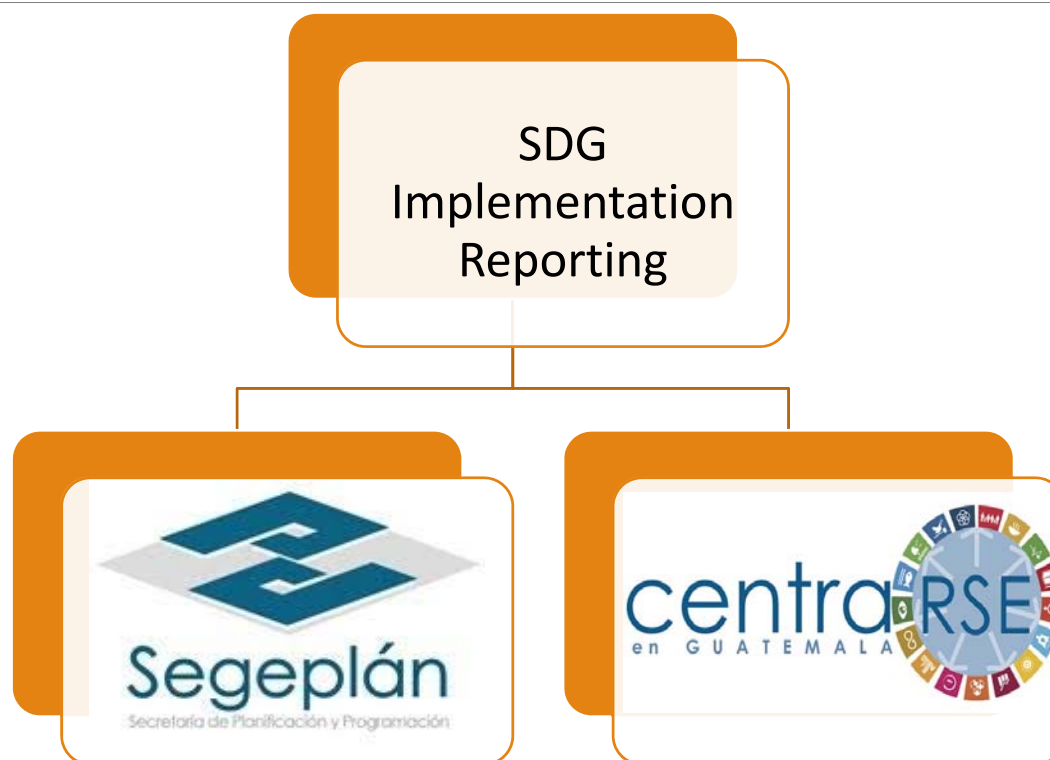 SDG
Implementation
Reporting
Segeplán
Secretaría de Planificación y Programación
centraRSE
en GUATEMALA